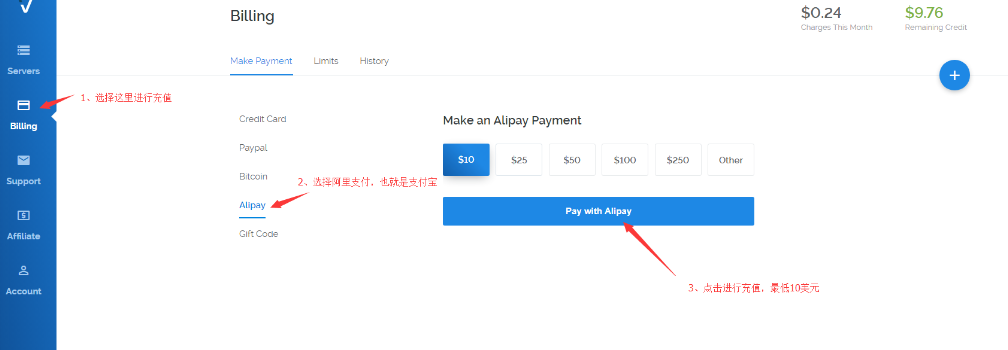 Billing
$0.24
Charges This Month
$9.76
Remaining Credit
Make Payment
Limits
History
Servers
Billing
Support
Affiliate
Account
1、选择这里进行充值
Credit Card
Paypal
Bitcoin
Alipay
Gift Code
2、选择阿里支付，也就是支付宝
Make an Alipay Payment
$10
$25
$50
$100
$250
Other
Pay with Alipay
3、点击进行充值，最低10美元